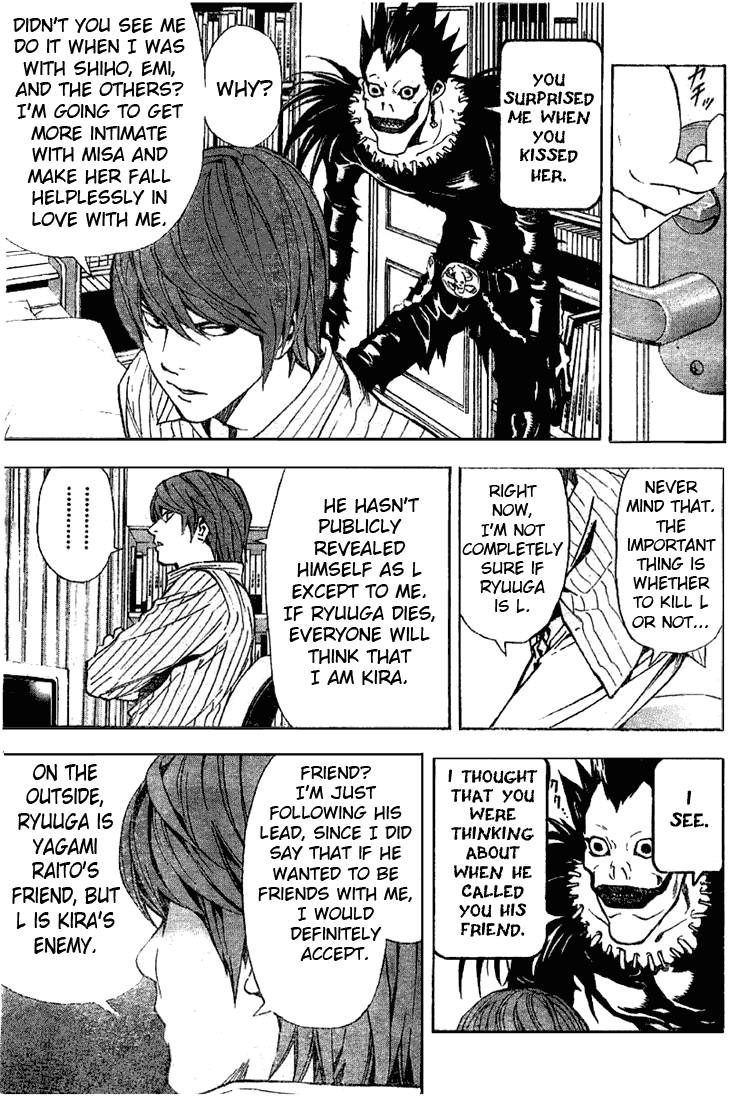 カチッ
YOU
SURPRISED
ME WHEN
YOU
KISSED
HER.
WHY?
DIDN'T YOU SEE ME
DO IT WHEN I WAS
WITH SHIHO, EMI,
AND THE OTHERS?
I'M GOING TO GET
MORE INTIMATE
WITH MISA AND
MAKE HER FALL
HELPLESSLY IN
LOVE WITH ME.
NEVER
MIND THAT.
THE
IMPORTANT
THING IS
WHETHER
TO KILL L
OR NOT...
RIGHT
NOW,
I'M NOT
COMPLETELY
SURE IF
RYUUGA
IS L.
HE HASN'T
PUBLICLY
REVEALED
HIMSELF AS L
EXCEPT TO ME.
IF RYUUGA DIES,
EVERYONE WILL
THINK THAT
I AM KIRA.
........
I
SEE.
I THOUGHT
THAT YOU
WERE
THINKING
ABOUT
WHEN HE
CALLED
YOU HIS
FRIEND.
FRIEND?
I'M JUST
FOLLOWING HIS
LEAD, SINCE I DID
SAY THAT IF HE
WANTED TO BE
FRIENDS WITH ME,
I WOULD
DEFINITELY
ACCEPT.
ON THE
OUTSIDE,
RYUUGA IS
YAGAMI
RAITO'S
FRIEND, BUT
L IS KIRA'S
ENEMY.